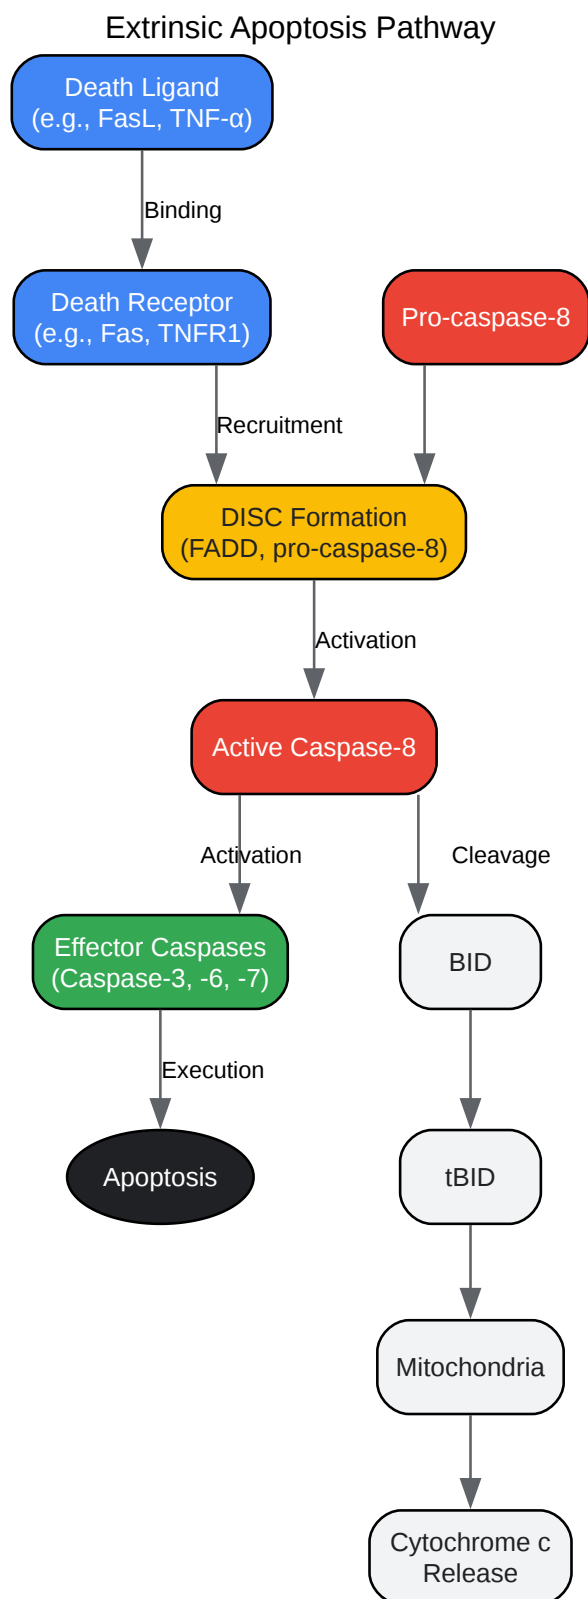 Extrinsic Apoptosis Pathway
Death Ligand
(e.g., FasL, TNF-α)
Binding
Death Receptor
(e.g., Fas, TNFR1)
Pro-caspase-8
Recruitment
DISC Formation
(FADD, pro-caspase-8)
Activation
Active Caspase-8
Activation
Cleavage
Effector Caspases
(Caspase-3, -6, -7)
BID
Execution
Apoptosis
tBID
Mitochondria
Cytochrome c
Release